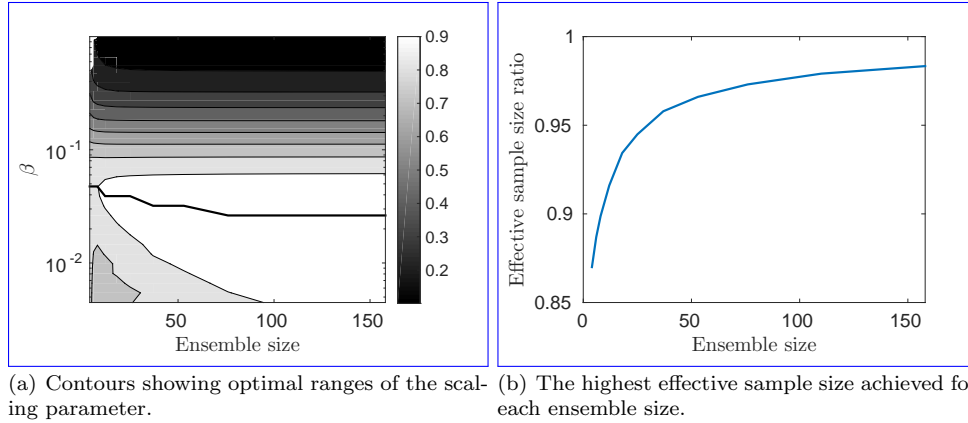 0.9
0.8
0.7
0.6
0.5
0.4
0.3
0.2
10⁻¹
10⁻²
β
50
100
150
Ensemble size
1
0.95
0.9
0.85
Effective sample size ratio
0
50
100
150
Ensemble size
(a) Contours showing optimal ranges of the scal-
ing parameter.
(b) The highest effective sample size achieved fo
each ensemble size.